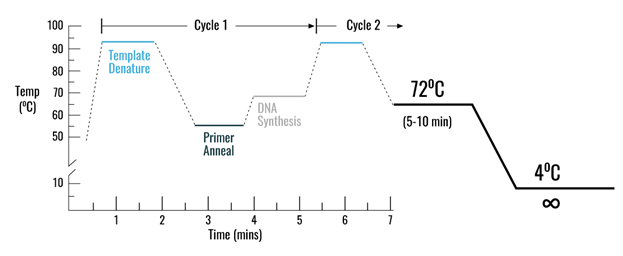 Cycle 1
Cycle 2
100
90
80
70
60
50
10
Temp
(ºC)
Template
Denature
Primer
Anneal
DNA
Synthesis
72ºC
(5-10 min)
4ºC
∞
1 2 3 4 5 6 7
Time (mins)